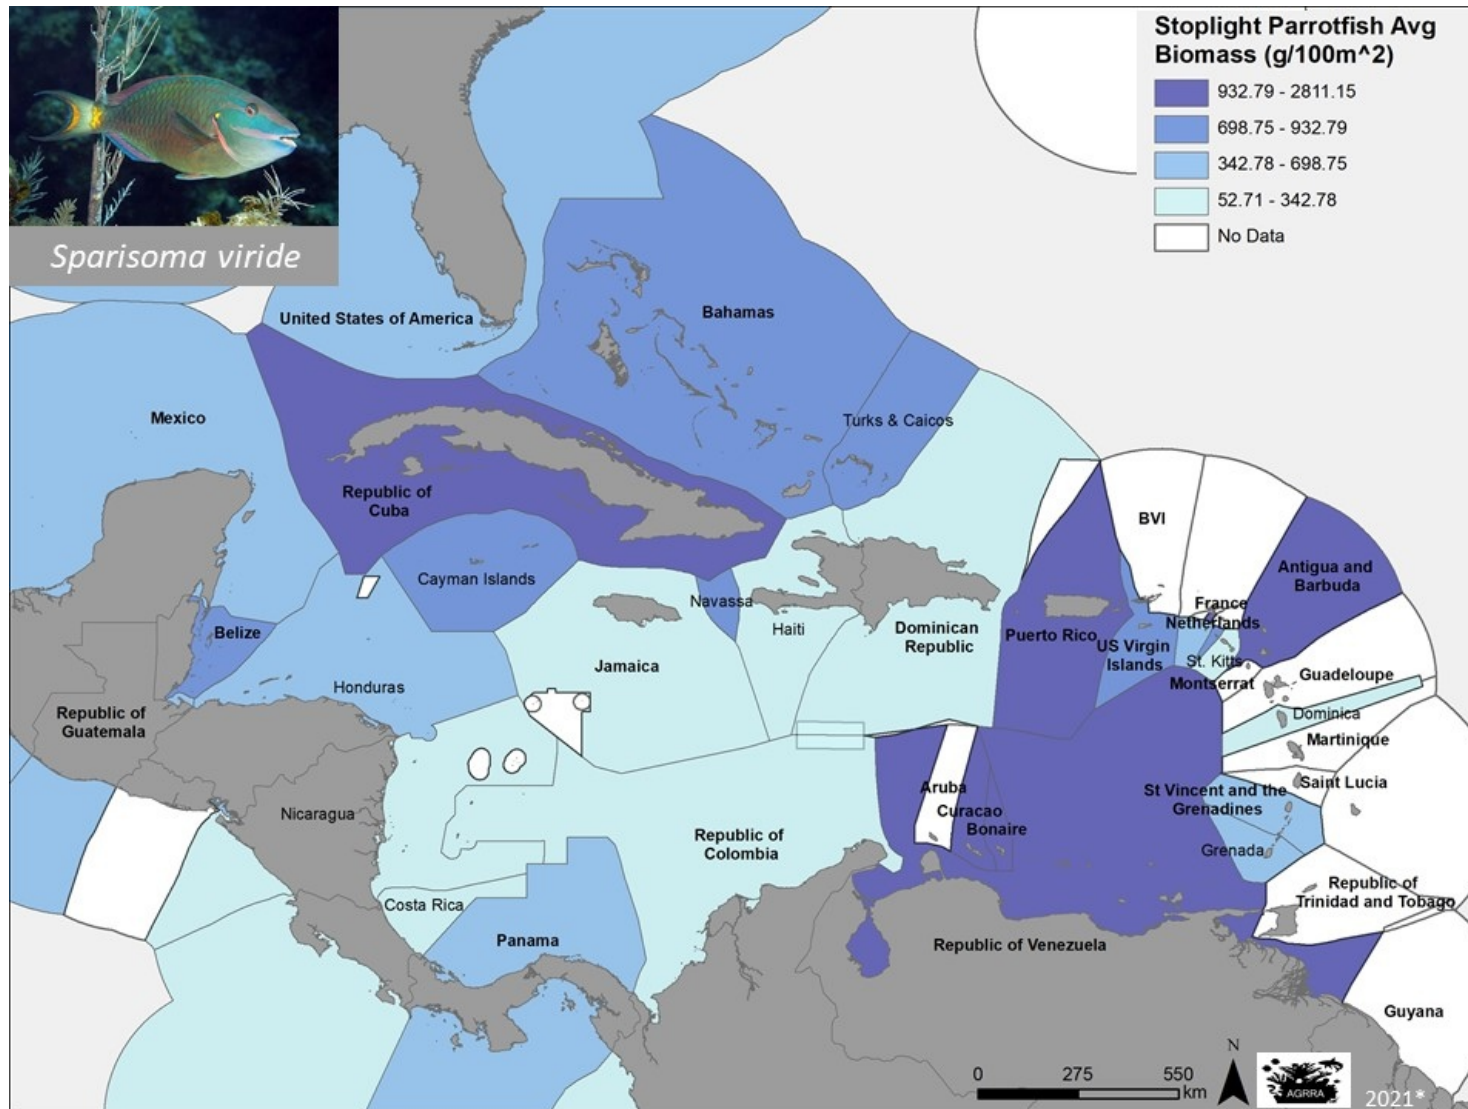 Sparisoma viride
Stoplight Parrotfish Avg
Biomass (g/100m^2)
932.79 - 2811.15
698.75 - 932.79
342.78 - 698.75
52.71 - 342.78
No Data
United States of America
Bahamas
Mexico
Turks & Caicos
Republic of
Cuba
BVI
Cayman Islands
Antigua and
Barbuda
Navassa
France
Netherlands
Belize
Haiti
Dominican
Republic
Puerto Rico
US Virgin
Islands
St. Kitts
Jamaica
Montserrat
Guadeloupe
Honduras
Dominica
Republic of
Guatemala
Martinique
Saint Lucia
Aruba
St Vincent and the
Grenadines
Nicaragua
Curacao
Bonaire
Republic of
Colombia
Grenada
Costa Rica
Republic of
Trinidad and Tobago
Panama
Republic of Venezuela
Guyana
N
0 275 550
km
AGRRA
2021*